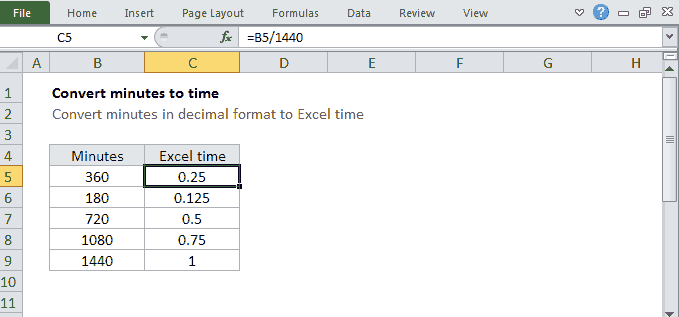 File Home Insert Page Layout Formulas Data Review View ?
C5 fx =B5/1440
A B C D E F G H
1 Convert minutes to time
2 Convert minutes in decimal format to Excel time
3
4 Minutes Excel time
5 360 0.25
6 180 0.125
7 720 0.5
8 1080 0.75
9 1440 1
10
11